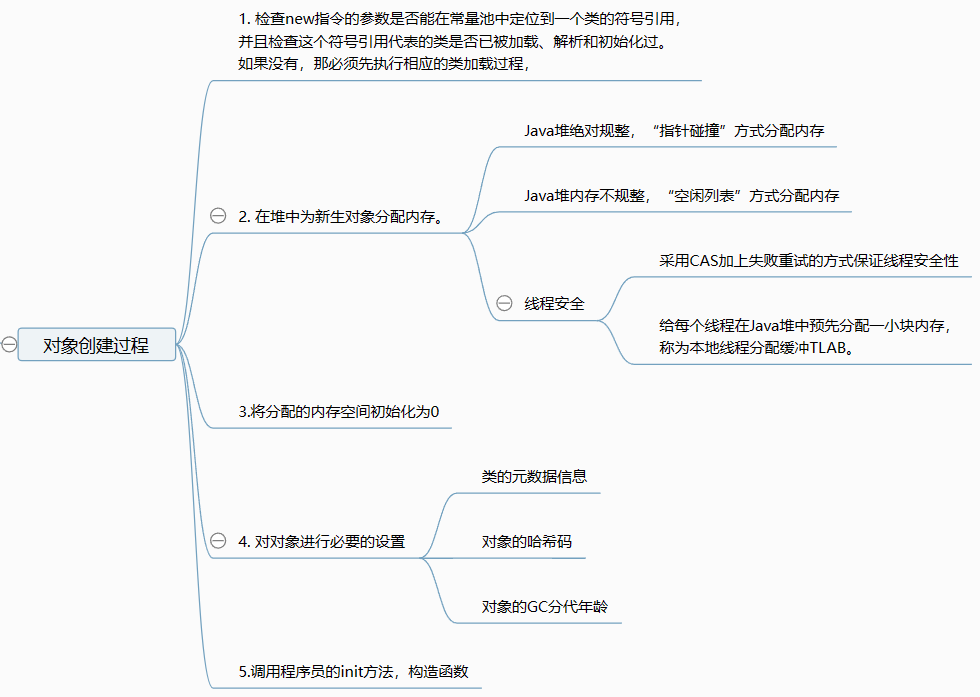 1. 检查new指令的参数是否能在常量池中定位到一个类的符号引用，
并且检查这个符号引用代表的类是否已被加载、解析和初始化过。
如果没有，那必须先执行相应的类加载过程，
Java堆绝对规整，“指针碰撞”方式分配内存
Java堆内存不规整，“空闲列表”方式分配内存
2. 在堆中为新生对象分配内存。
采用CAS加上失败重试的方式保证线程安全性
线程安全
给每个线程在Java堆中预先分配一小块内存，
称为本地线程分配缓冲TLAB。
对象创建过程
3.将分配的内存空间初始化为0
类的元数据信息
4. 对对象进行必要的设置
对象的哈希码
对象的GC分代年龄
5.调用程序员的init方法，构造函数